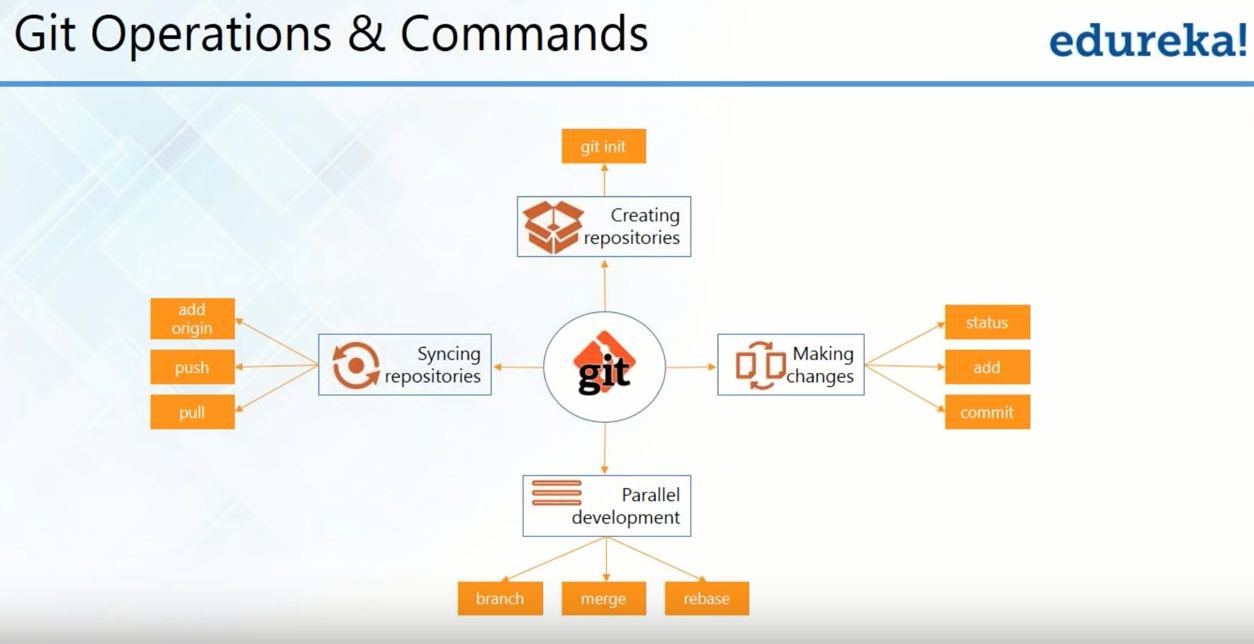 Git Operations & Commands
edureka!
git init
Creating
repositories
add
origin
push
pull
Syncing
repositories
git
Making
changes
status
add
commit
Parallel
development
branch
merge
rebase